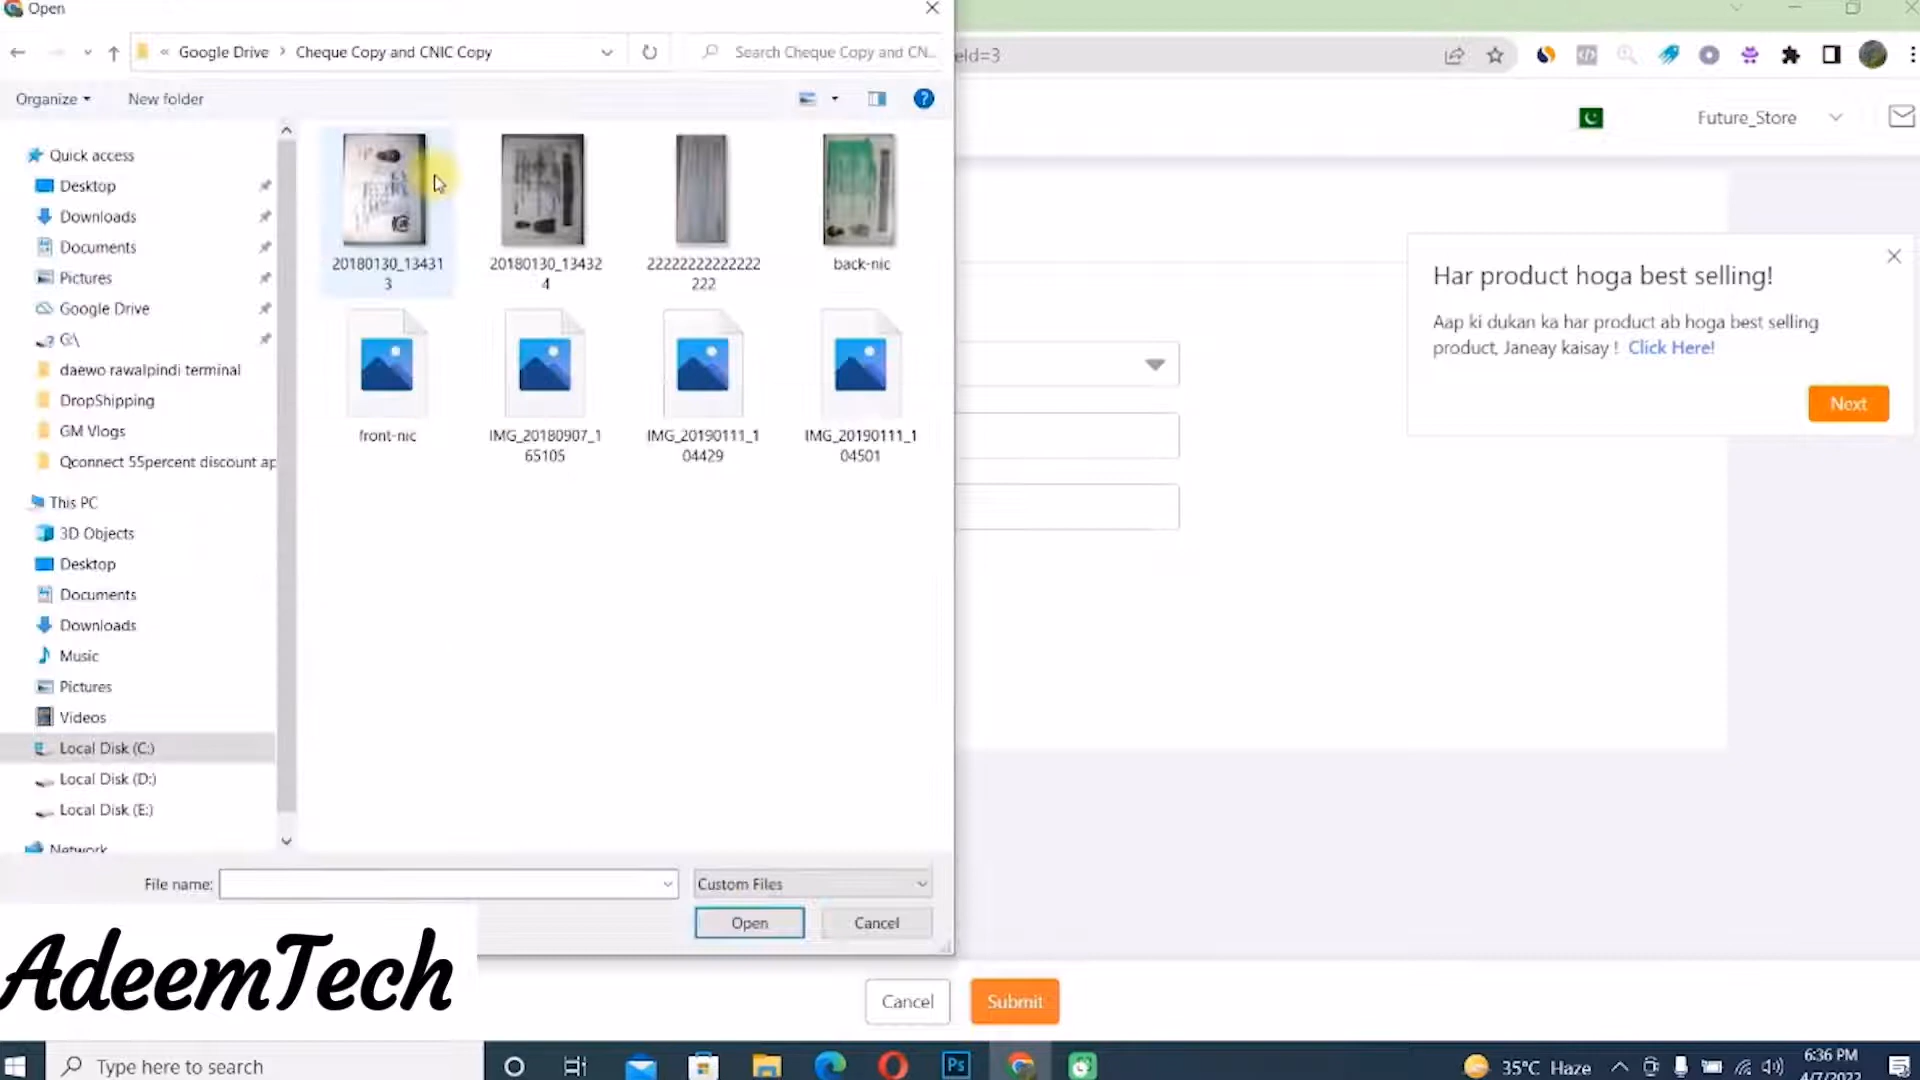 Open
« Google Drive > Cheque Copy and CNIC Copy
Search Cheque Copy and CN...
eId=3
Organize
New folder
Future_Store
Quick access
Desktop
Downloads
Documents
Pictures
Google Drive
G:\
daewo rawalpindi terminal
DropShipping
GM Vlogs
Qconnect 55percent discount ap
This PC
3D Objects
Desktop
Documents
Downloads
Music
Pictures
Videos
Local Disk (C:)
Local Disk (D:)
Local Disk (E:)
Network
20180130_13431
3
20180130_13432
4
22222222222222
222
back-nic
front-nic
IMG_20180907_1
65105
IMG_20190111_1
04429
IMG_20190111_1
04501
Har product hoga best selling!
Aap ki dukan ka har product ab hoga best selling
product, Janeay kaisay ! Click Here!
Next
File name:
Custom Files
Open
Cancel
AdeemTech
Cancel
Submit
Type here to search
Ps
35°C Haze
6:36 PM
4/7/2022